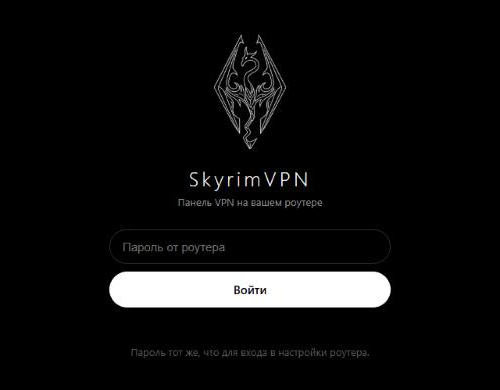 SkyrimVPN
Панель VPN на вашем роутере
Пароль от роутера
Войти
Пароль тот же, что для входа в настройки роутера.